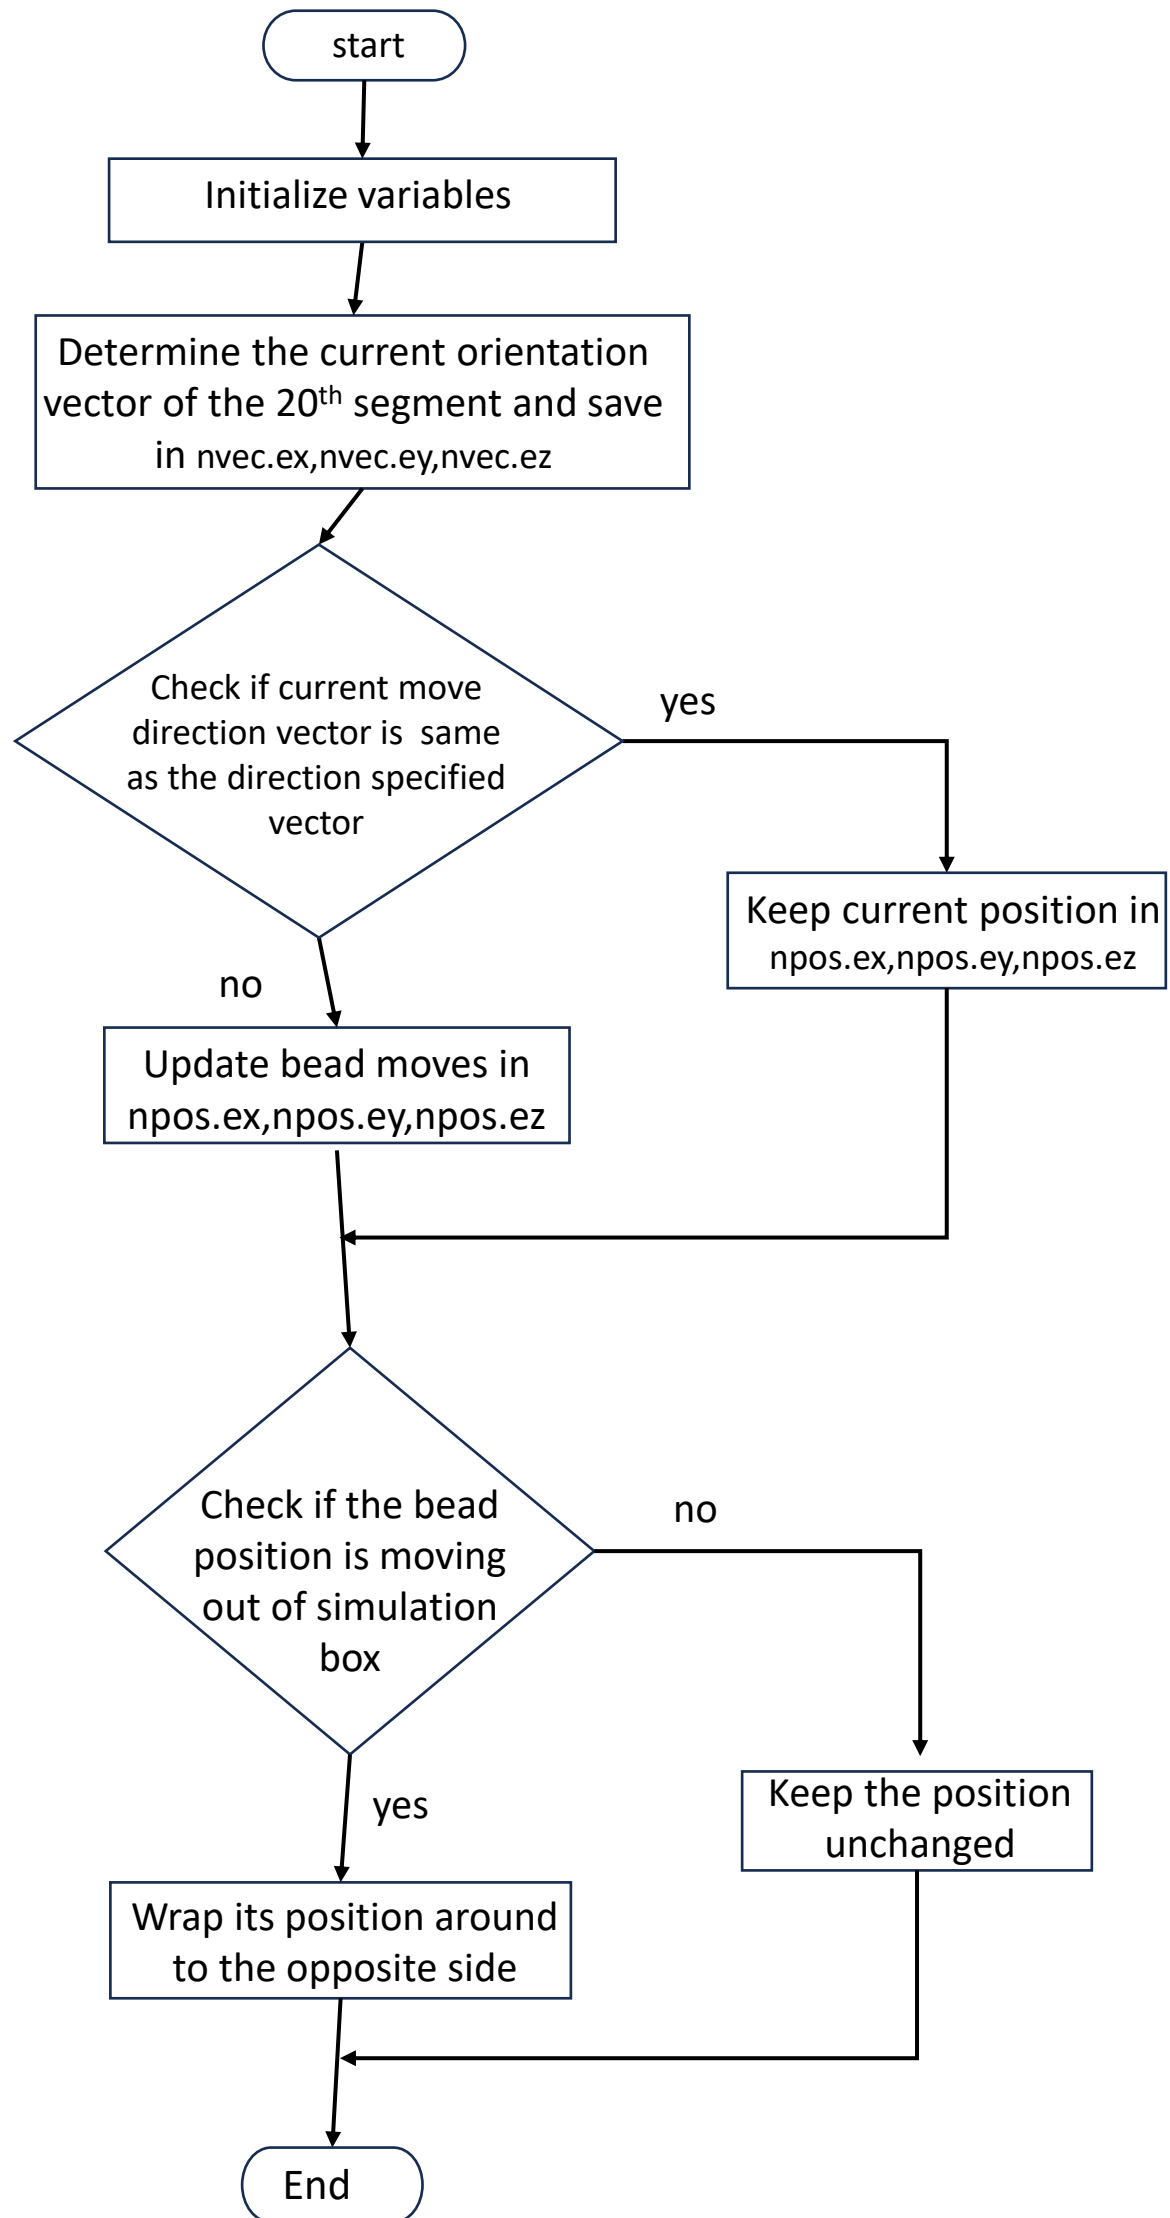 start
Initialize variables
Determine the current orientation
vector of the 20th segment and save
in nvec.ex,nvec.ey,nvec.ez
Check if current move
direction vector is  same
as the direction specified
vector
yes
Keep current position in
npos.ex,npos.ey,npos.ez
no
Update bead moves in
npos.ex,npos.ey,npos.ez
Check if the bead
position is moving
out of simulation
box
no
Keep the position
unchanged
yes
Wrap its position around
to the opposite side
End